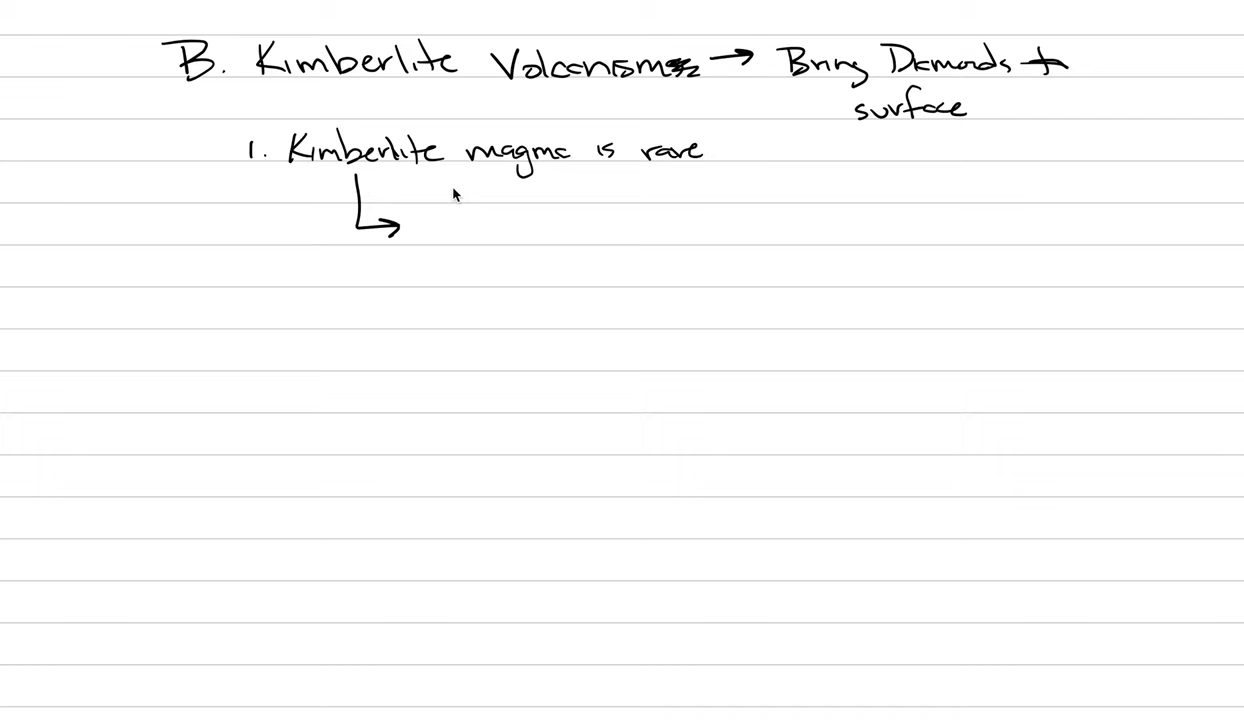 B. Kimberlite Volcanism → Bring Diamonds to
surface
1. Kimberlite magma is rare